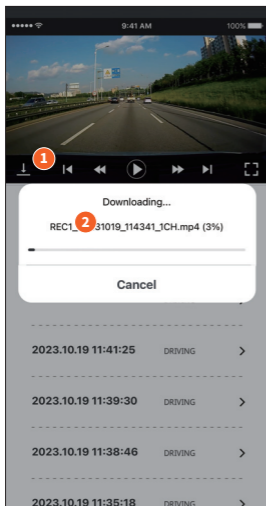 9:41 AM
100%
1
Downloading...
2
REC1_ 31019_114341_1CH.mp4 (3%)
Cancel
2023.10.19 11:41:25 DRIVING
2023.10.19 11:39:30 DRIVING
2023.10.19 11:38:46 DRIVING
2023.10.19 11:35:18 DRIVING